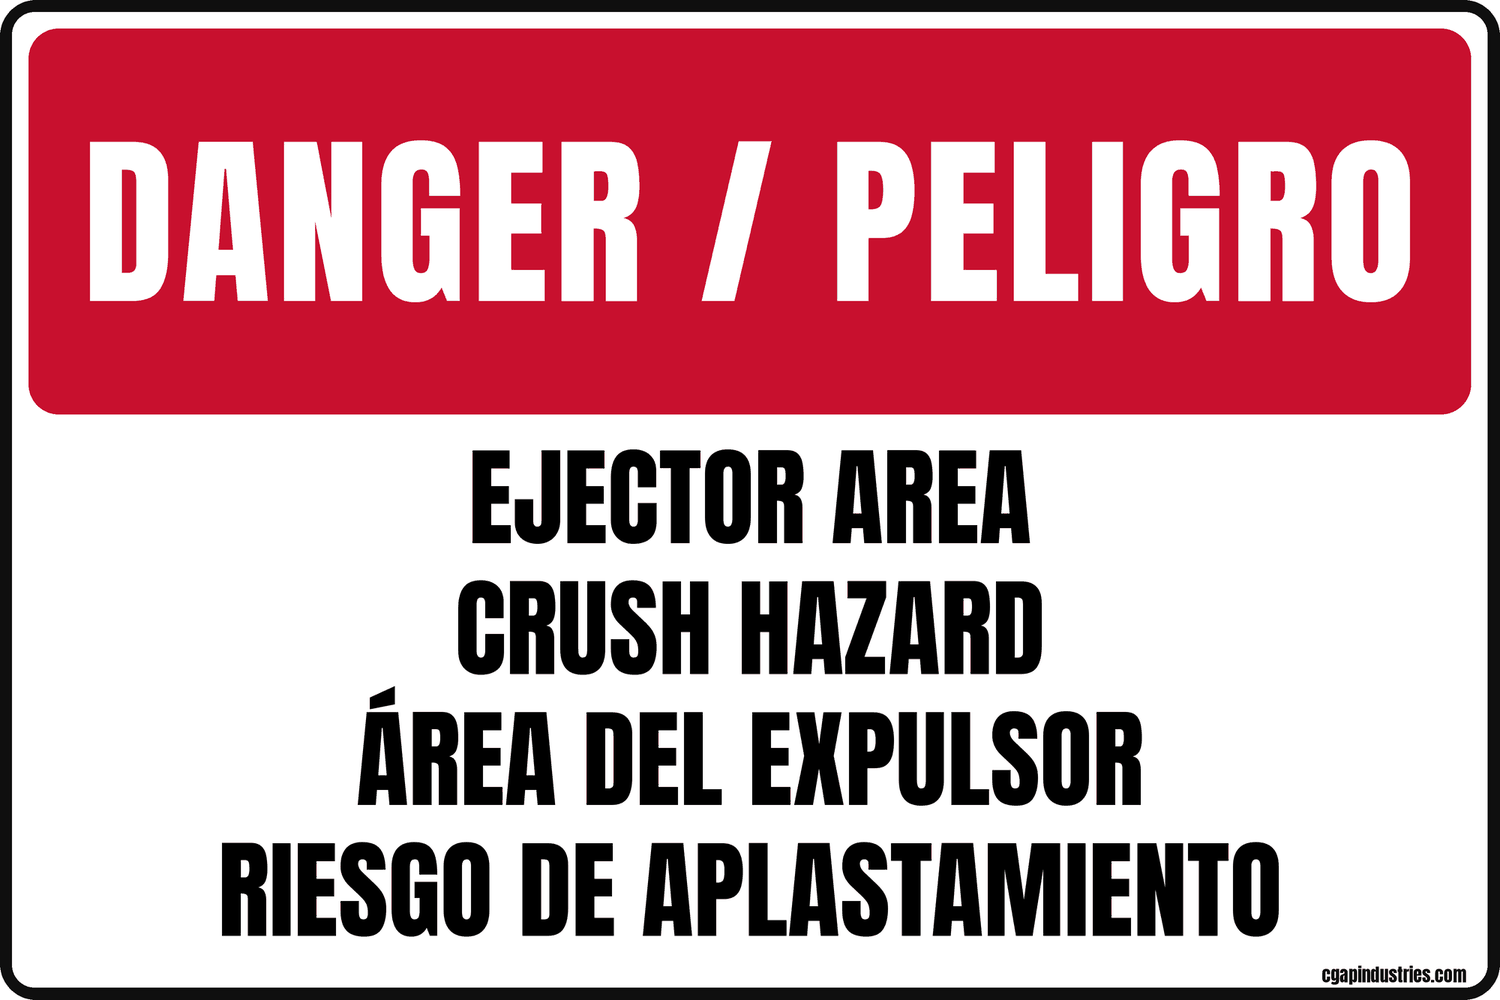 DANGER / PELIGRO
EJECTOR AREA
CRUSH HAZARD
ÁREA DEL EXPULSOR
RIESGO DE APLASTAMIENTO
cgapindustries.com